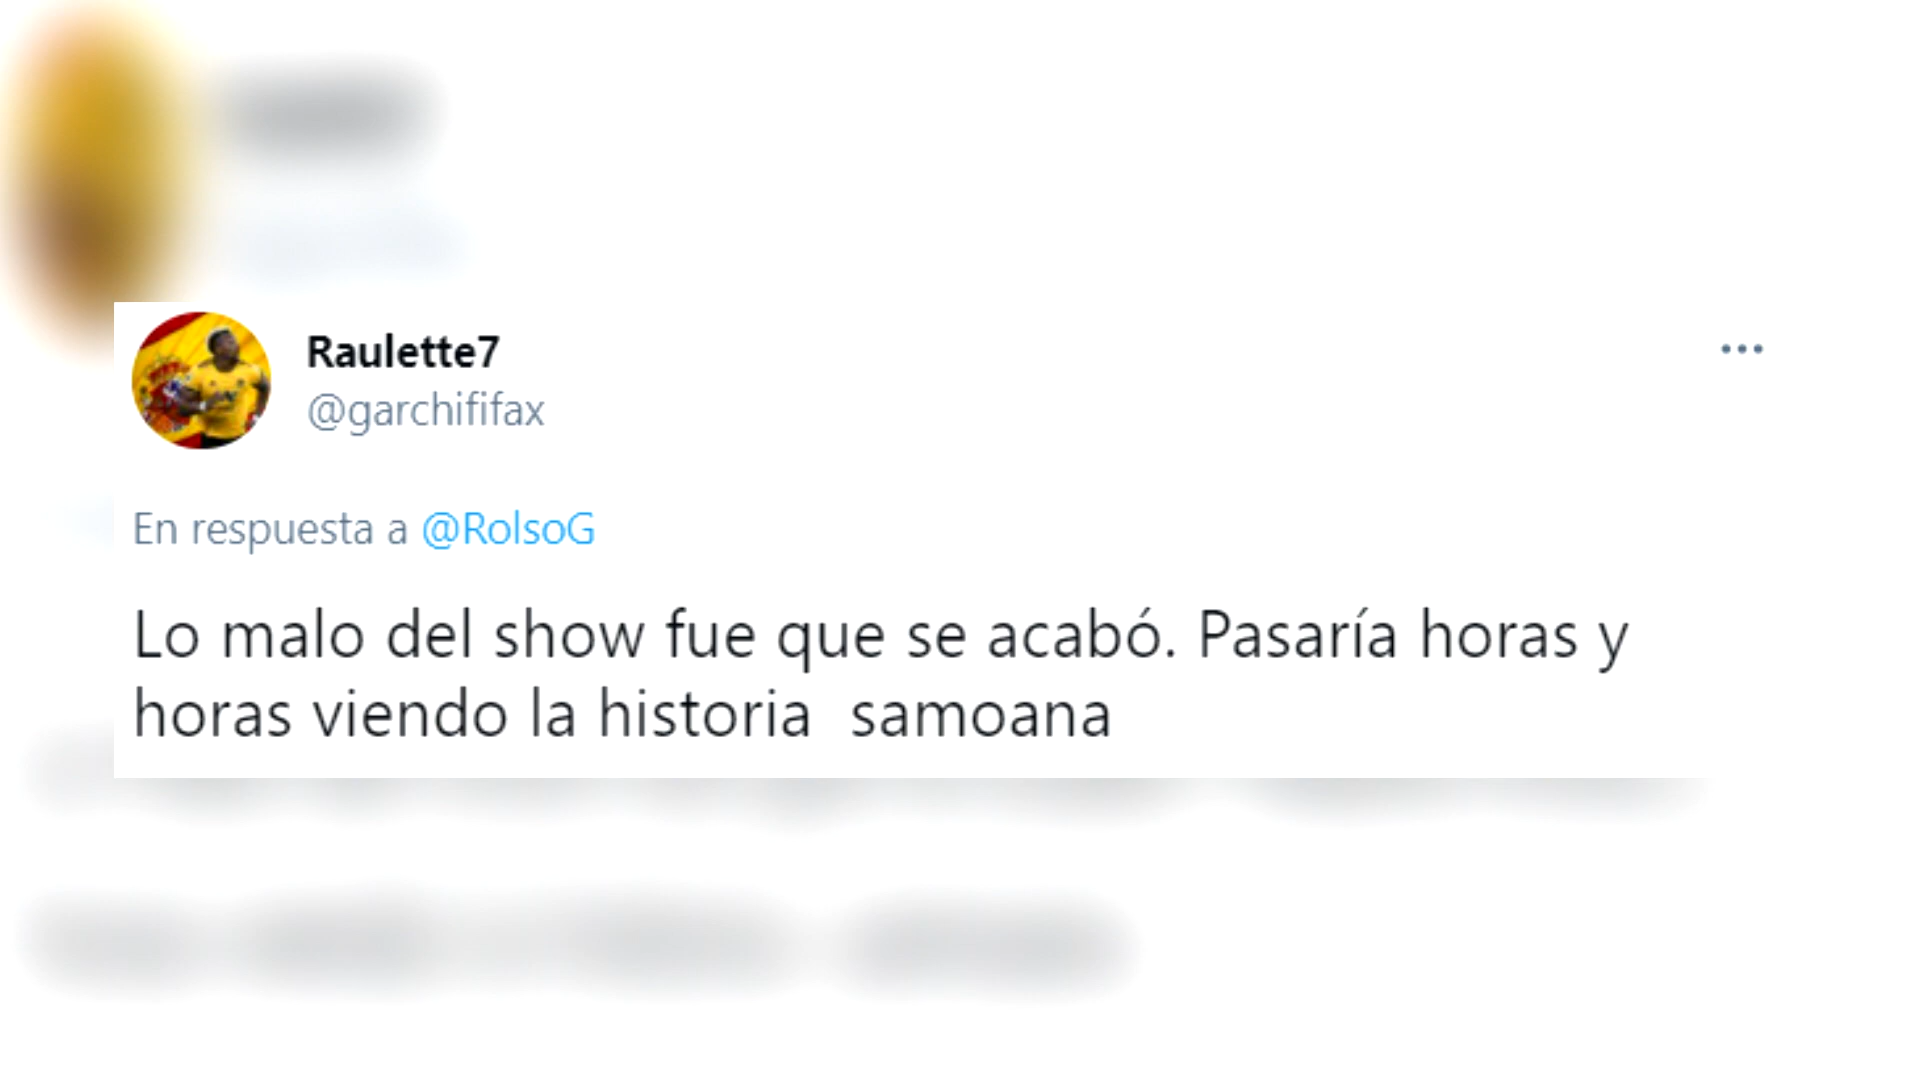 Raulette7
@garchififax
En respuesta a @RolsoG
Lo malo del show fue que se acabó. Pasaría horas y
horas viendo la historia  samoana